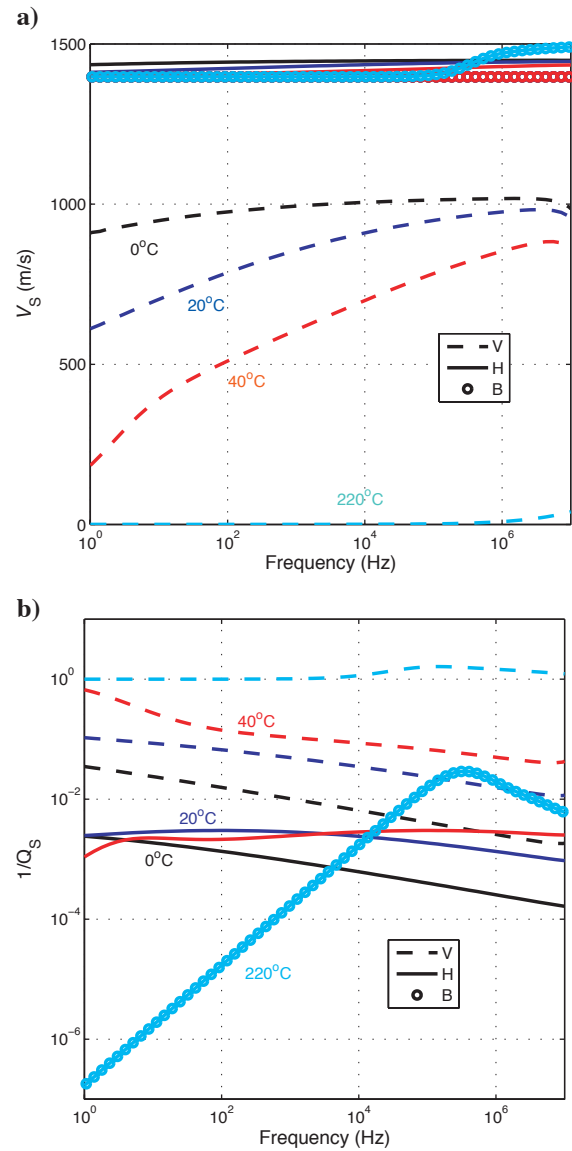 a)
1500
1000
500
0
V_S (m/s)
0°C
20°C
40°C
220°C
V
H
B
10^0
10^2
10^4
10^6
Frequency (Hz)
b)
10^0
10^-2
10^-4
10^-6
1/Q_S
40°C
20°C
0°C
220°C
V
H
B
10^0
10^2
10^4
10^6
Frequency (Hz)